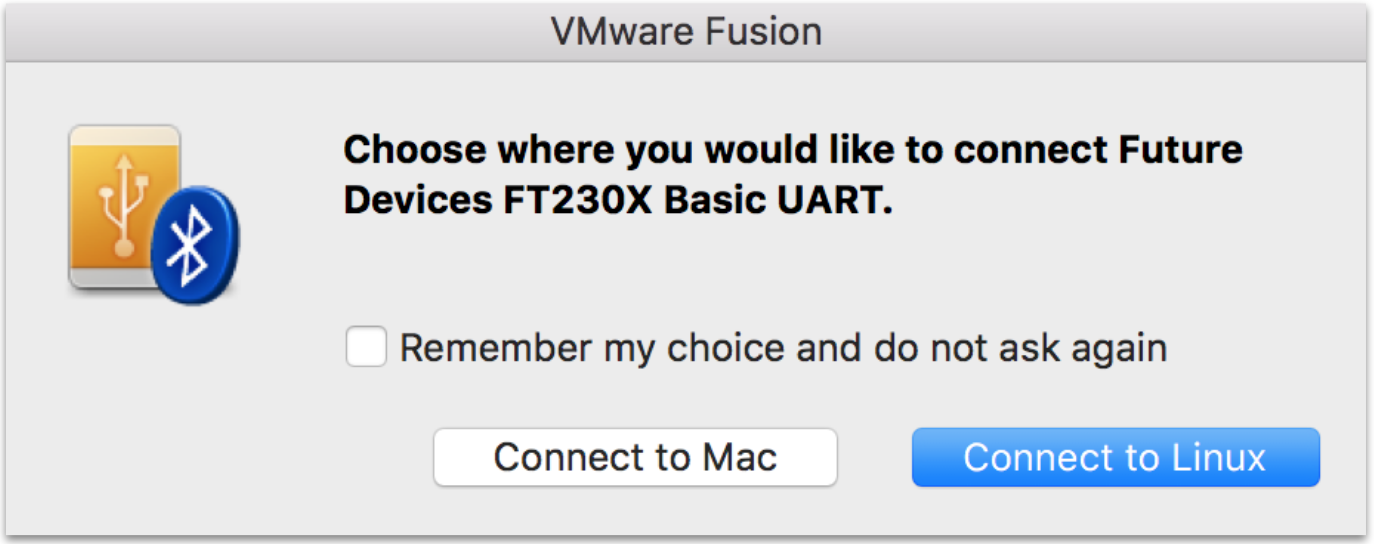 VMware Fusion
Choose where you would like to connect Future
Devices FT230X Basic UART.
Remember my choice and do not ask again
Connect to Mac
Connect to Linux